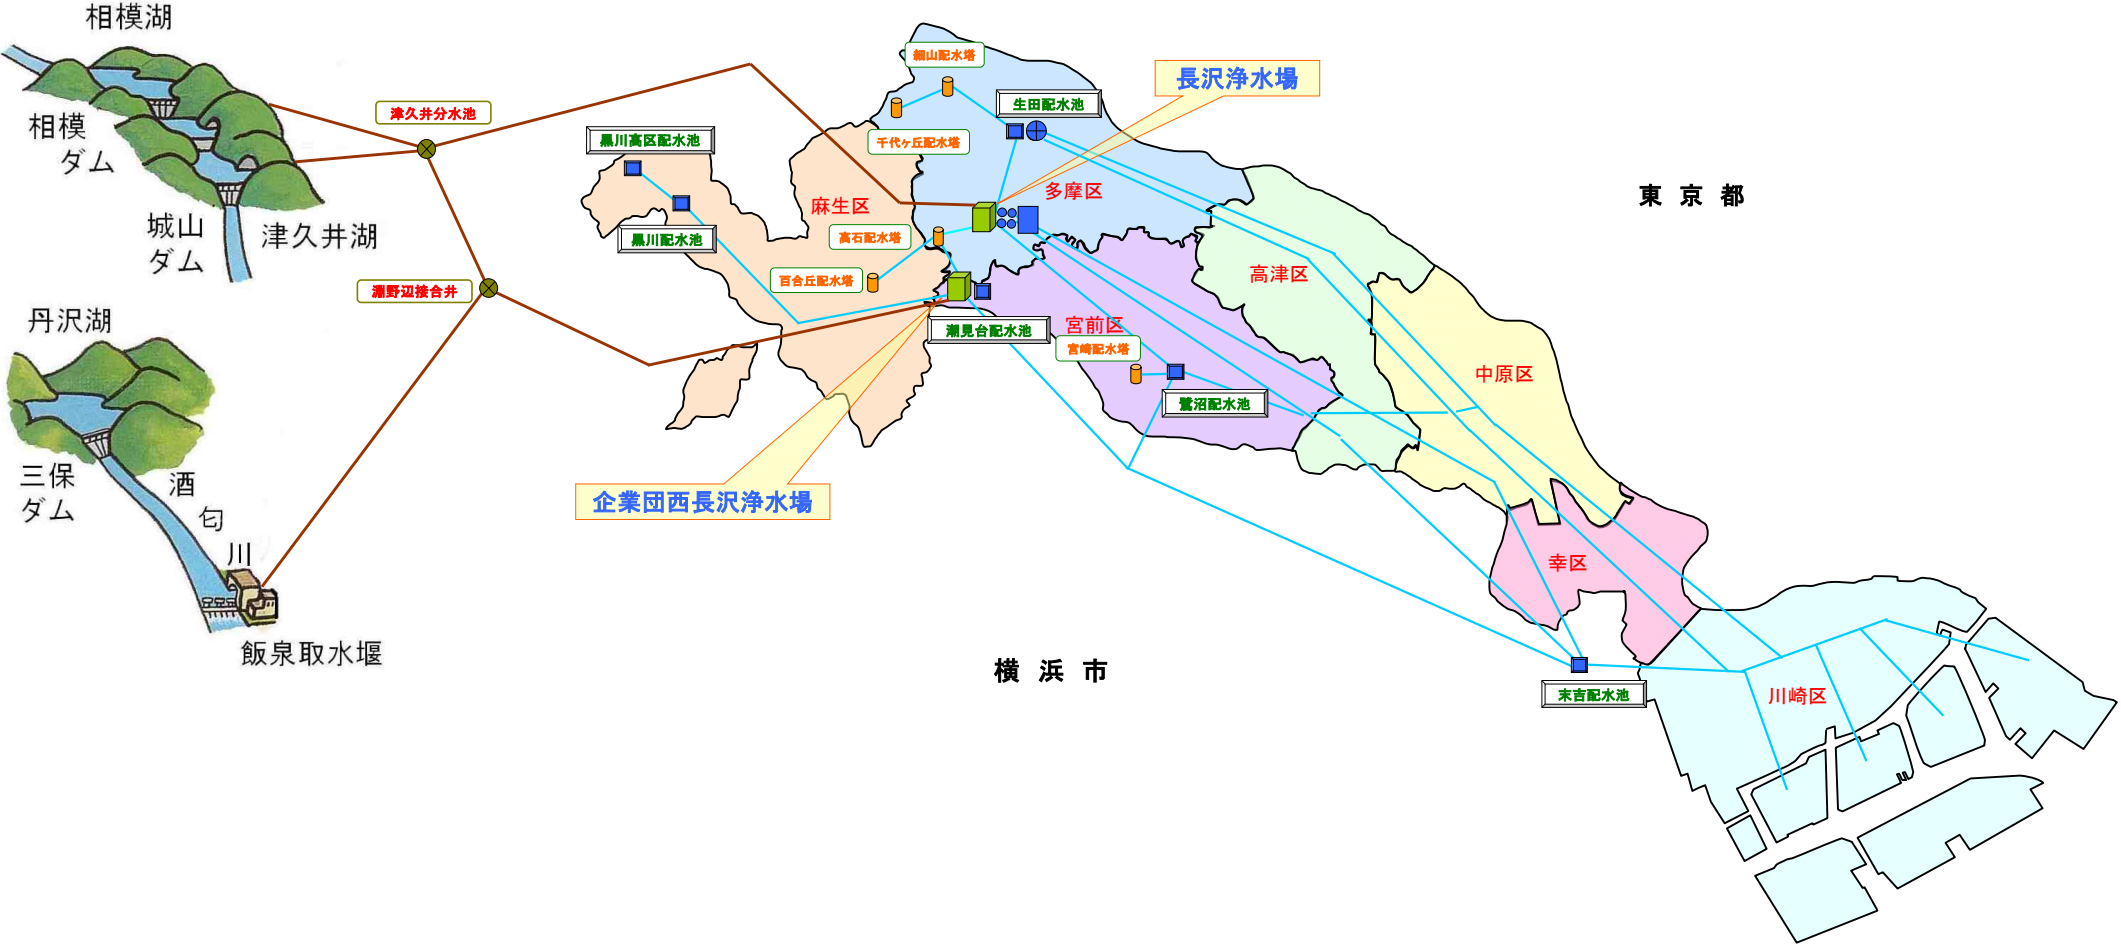 相模湖
相模
ダム
城山
ダム
津久井湖
丹沢湖
三保
ダム
酒
匂
川
飯泉取水堰
津久井分水池
淵野辺接合井
黒川高区配水池
黒川配水池
麻生区
細山配水塔
千代ヶ丘配水塔
生田配水池
長沢浄水場
多摩区
高石配水塔
百合丘配水塔
潮見台配水池
企業団西長沢浄水場
宮前区
宮崎配水塔
鷺沼配水池
高津区
中原区
幸区
末吉配水池
川崎区
東京都
横浜市